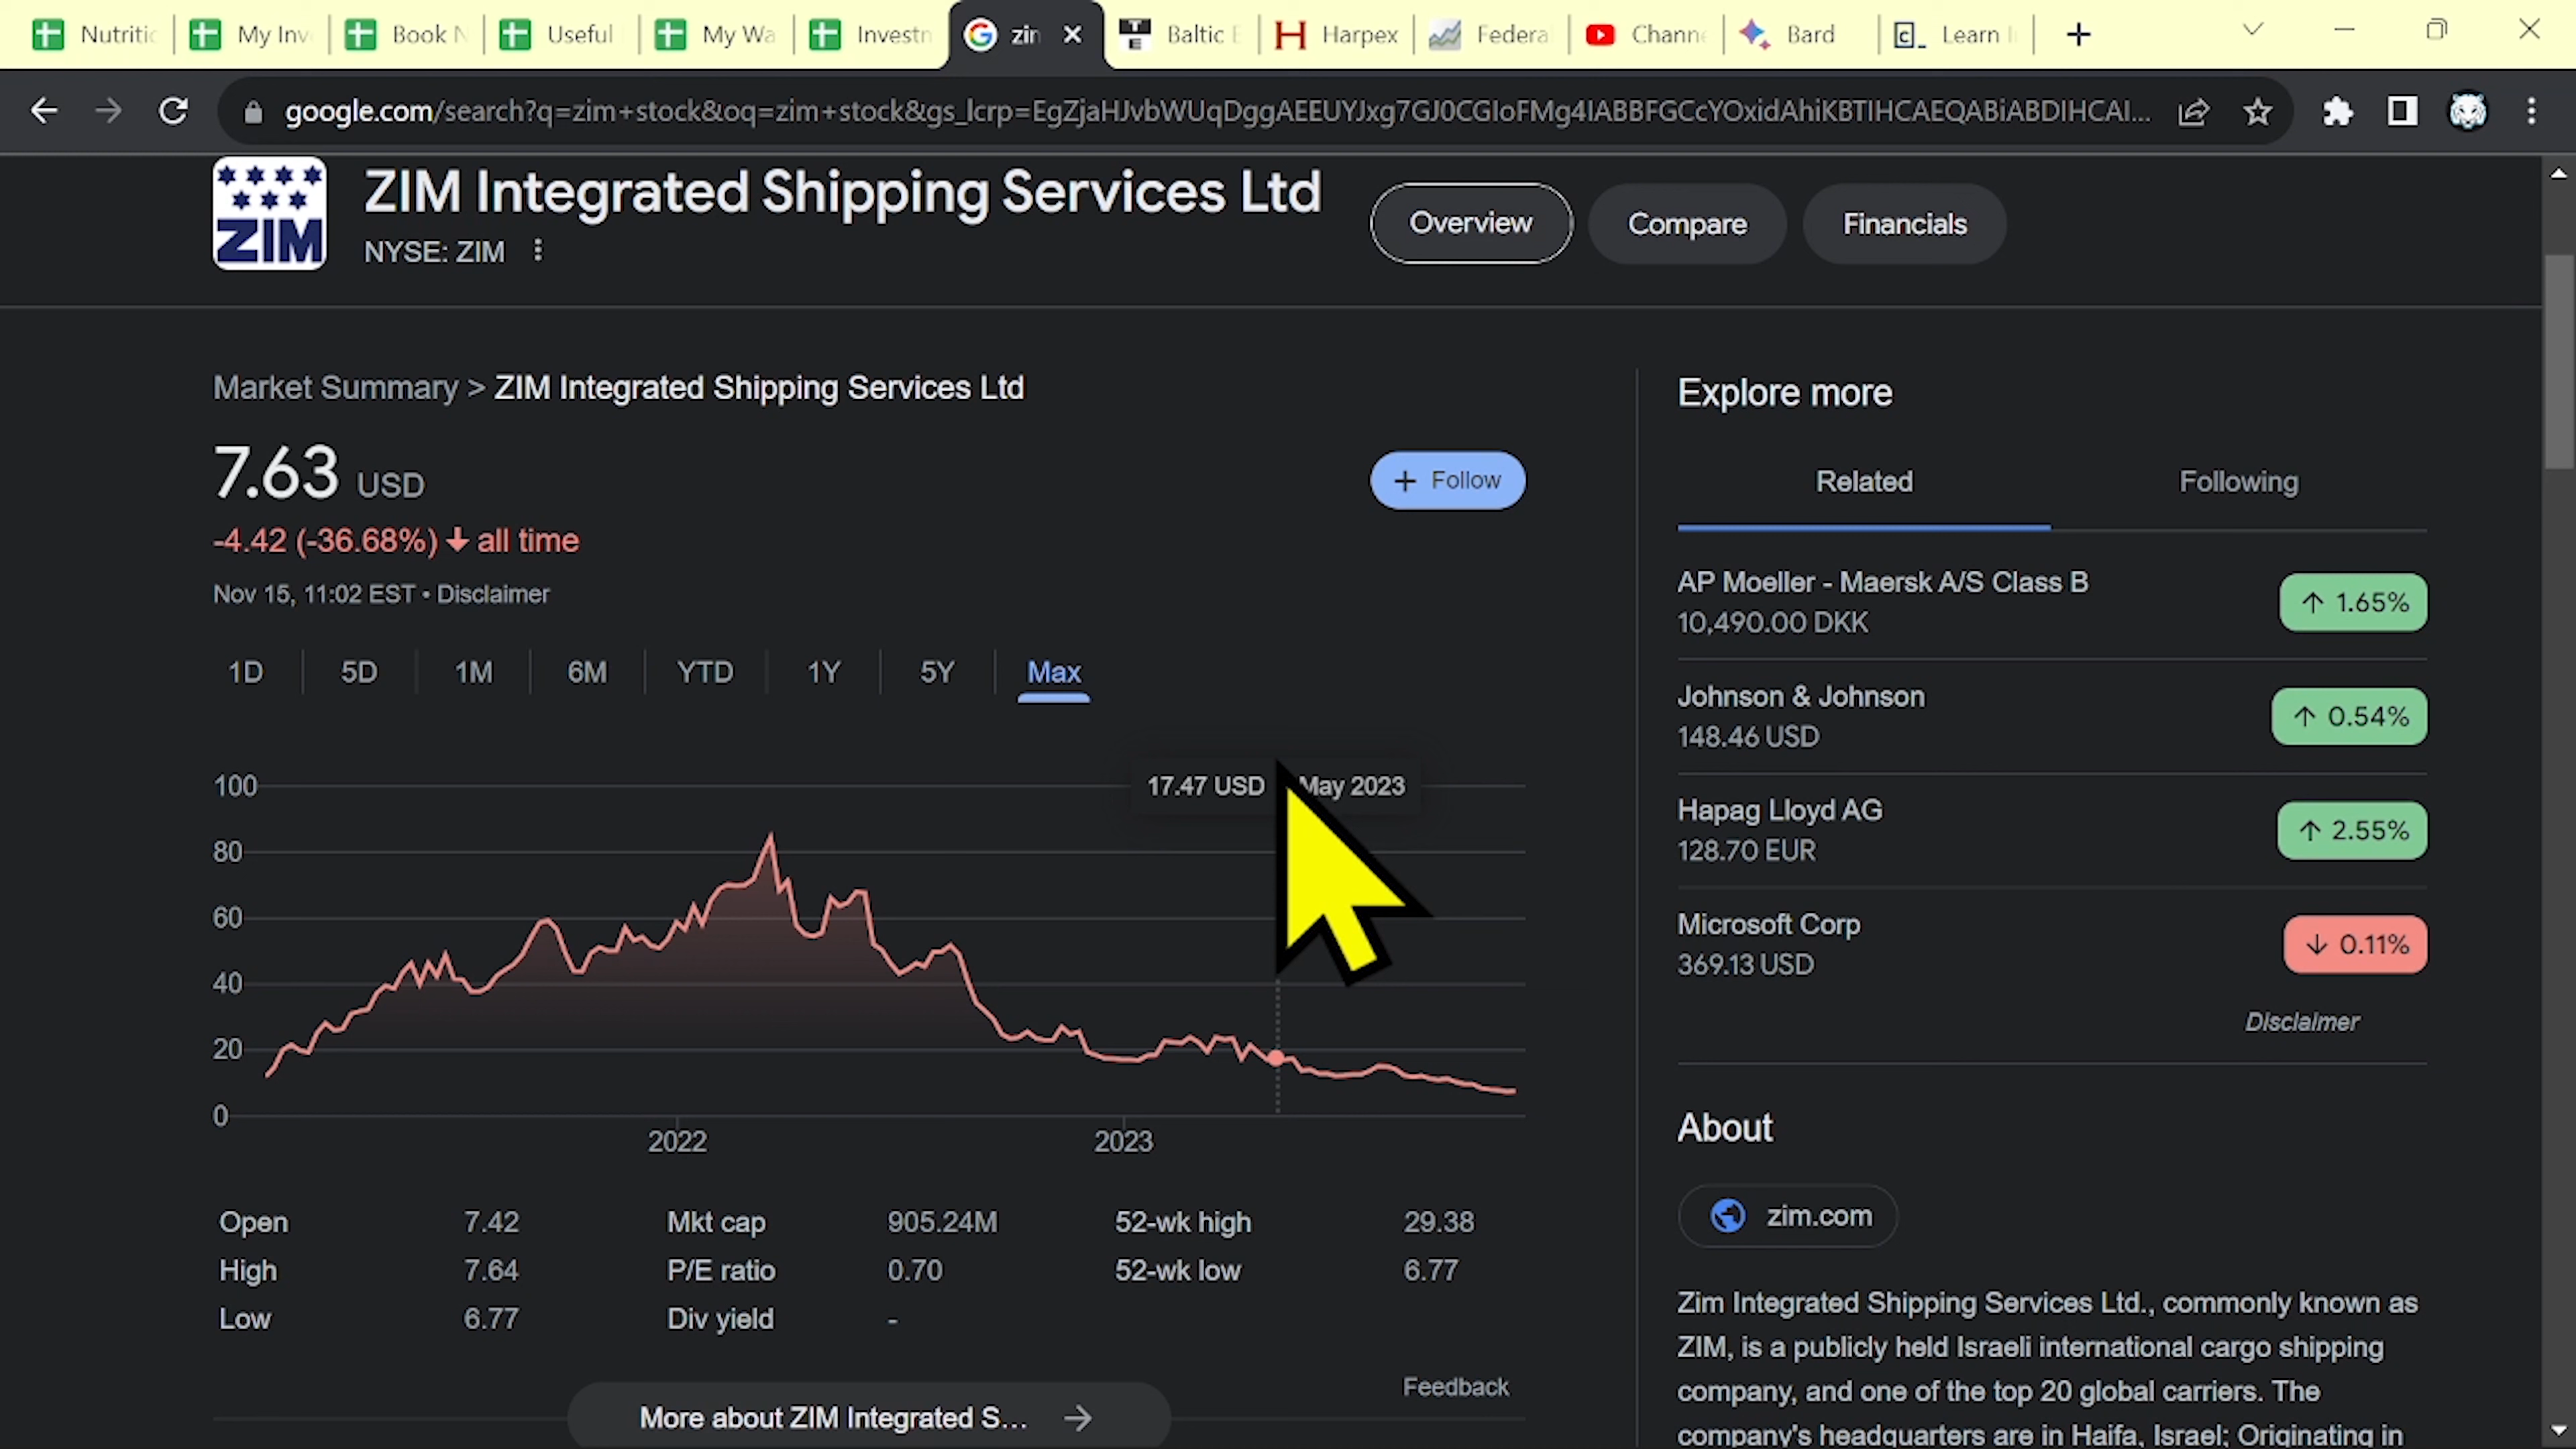 Nutritic
My Inv
Book N
Useful
My Wa
Investn
zin
Baltic E
Harpex
Federa
Channe
Bard
Learn I
google.com/search?q=zim+stock&oq=zim+stock&gs_lcrp=EgZjaHJvbWUqDggAEEUYJxg7GJ0CGIoFMg4IABBFGCcYOxidAhiKBTIHCAEQABiABDIHCAI...
ZIM
ZIM Integrated Shipping Services Ltd
NYSE: ZIM
Overview
Compare
Financials
Market Summary > ZIM Integrated Shipping Services Ltd
7.63 USD
-4.42 (-36.68%) ↓ all time
Nov 15, 11:02 EST • Disclaimer
+ Follow
1D
5D
1M
6M
YTD
1Y
5Y
Max
17.47 USD
May 2023
100
80
60
40
20
0
2022
2023
Open 7.42 Mkt cap 905.24M 52-wk high 29.38
High 7.64 P/E ratio 0.70 52-wk low 6.77
Low 6.77 Div yield -
Feedback
More about ZIM Integrated S... →
Explore more
Related
Following
AP Moeller - Maersk A/S Class B
10,490.00 DKK
↑ 1.65%
Johnson & Johnson
148.46 USD
↑ 0.54%
Hapag Lloyd AG
128.70 EUR
↑ 2.55%
Microsoft Corp
369.13 USD
↓ 0.11%
Disclaimer
About
zim.com
Zim Integrated Shipping Services Ltd., commonly known as
ZIM, is a publicly held Israeli international cargo shipping
company, and one of the top 20 global carriers. The
company's headquarters are in Haifa, Israel; Originating in